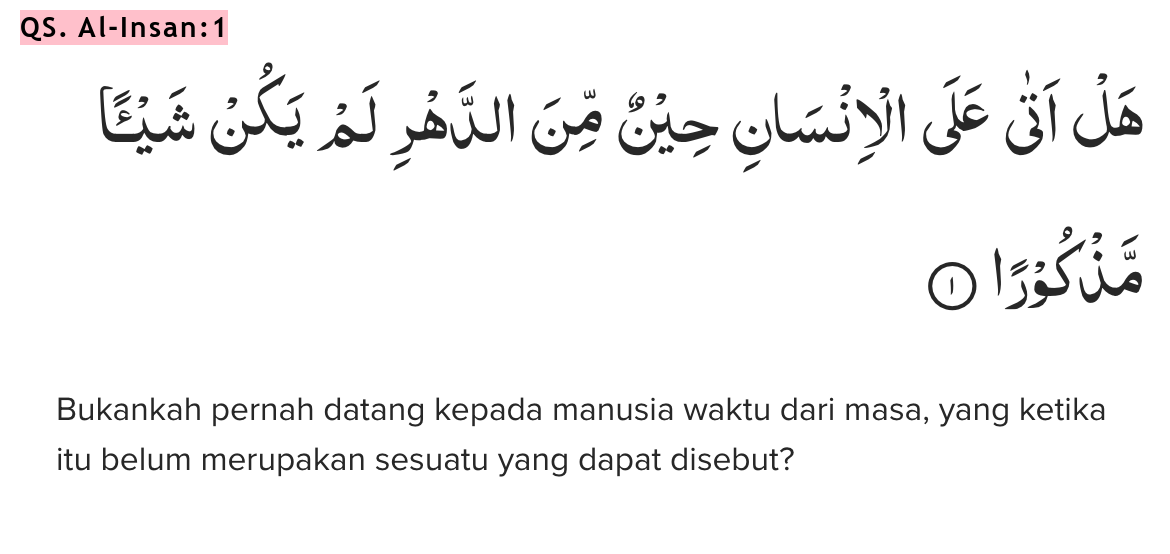 QS. Al-Insan:1
هَلْ اَتٰى عَلَى الْاِنْسَانِ حِيْنٌ مِّنَ الدَّهْرِ لَمْ يَكُنْ شَيْـًٔا
مَّذْكُوْرًا ١
Bukankah pernah datang kepada manusia waktu dari masa, yang ketika
itu belum merupakan sesuatu yang dapat disebut?